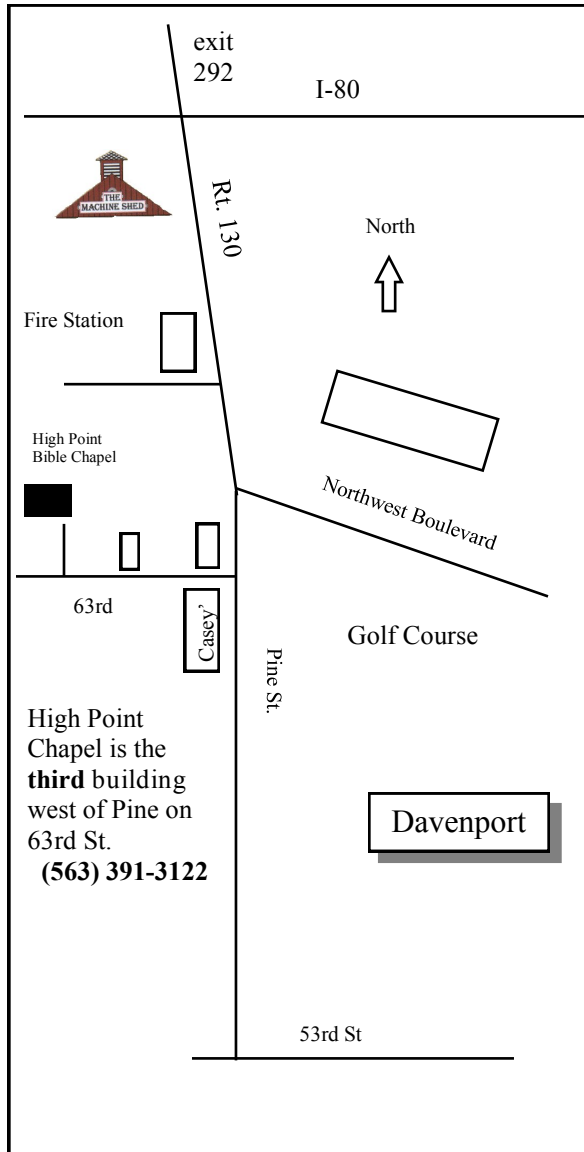 exit
292
I-80
THE
MACHINE SHED
Rt. 130
North
Fire Station
High Point
Bible Chapel
Northwest Boulevard
63rd
Casey'
Golf Course
Pine St.
High Point
Chapel is the
third building
west of Pine on
63rd St.
(563) 391-3122
Davenport
53rd St